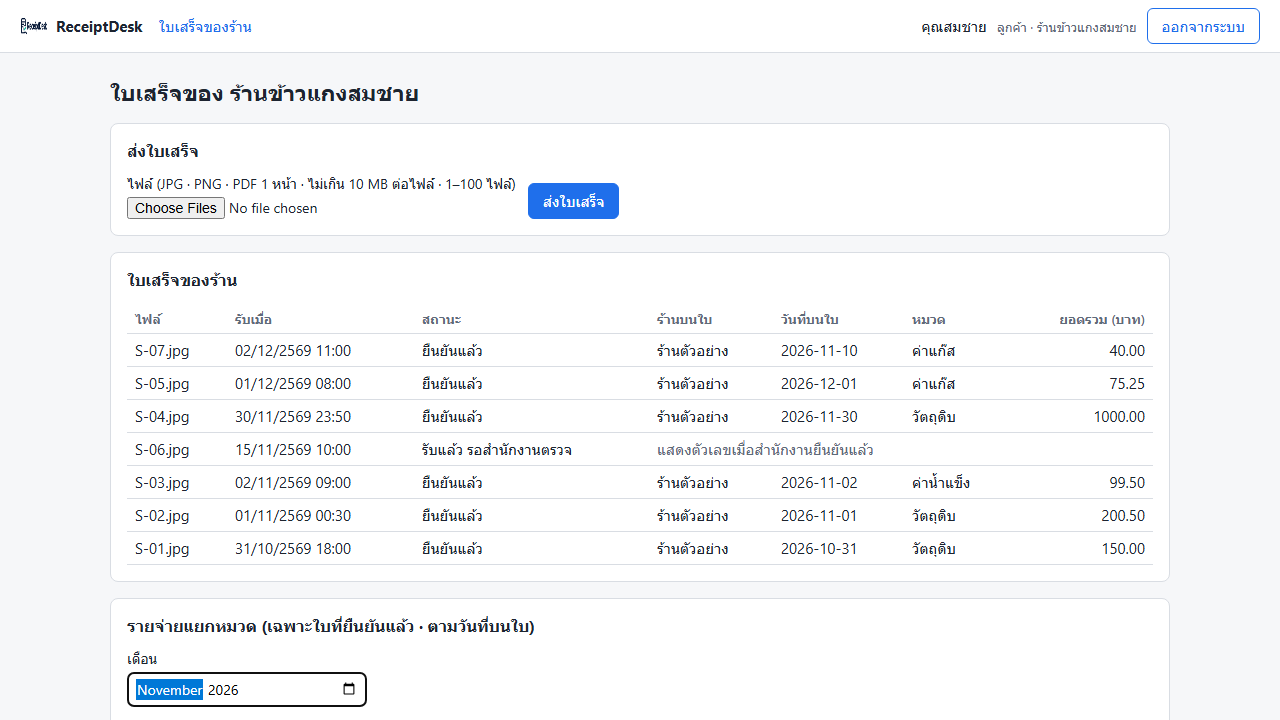 ReceiptDesk ใบเสร็จของร้าน คุณสมชาย ลูกค้า · ร้านข้าวแกงสมชาย ออกจากระบบ
ใบเสร็จของ ร้านข้าวแกงสมชาย
ส่งใบเสร็จ
ไฟล์ (JPG · PNG · PDF 1 หน้า · ไม่เกิน 10 MB ต่อไฟล์ · 1–100 ไฟล์)
Choose Files No file chosen ส่งใบเสร็จ
ใบเสร็จของร้าน
ไฟล์ รับเมื่อ สถานะ ร้านบนใบ วันที่บนใบ หมวด ยอดรวม (บาท)
S-07.jpg 02/12/2569 11:00 ยืนยันแล้ว ร้านตัวอย่าง 2026-11-10 ค่าแก๊ส 40.00
S-05.jpg 01/12/2569 08:00 ยืนยันแล้ว ร้านตัวอย่าง 2026-12-01 ค่าแก๊ส 75.25
S-04.jpg 30/11/2569 23:50 ยืนยันแล้ว ร้านตัวอย่าง 2026-11-30 วัตถุดิบ 1000.00
S-06.jpg 15/11/2569 10:00 รับแล้ว รอสำนักงานตรวจ แสดงตัวเลขเมื่อสำนักงานยืนยันแล้ว
S-03.jpg 02/11/2569 09:00 ยืนยันแล้ว ร้านตัวอย่าง 2026-11-02 ค่าน้ำแข็ง 99.50
S-02.jpg 01/11/2569 00:30 ยืนยันแล้ว ร้านตัวอย่าง 2026-11-01 วัตถุดิบ 200.50
S-01.jpg 31/10/2569 18:00 ยืนยันแล้ว ร้านตัวอย่าง 2026-10-31 วัตถุดิบ 150.00
รายจ่ายแยกหมวด (เฉพาะใบที่ยืนยันแล้ว · ตามวันที่บนใบ)
เดือน
November 2026